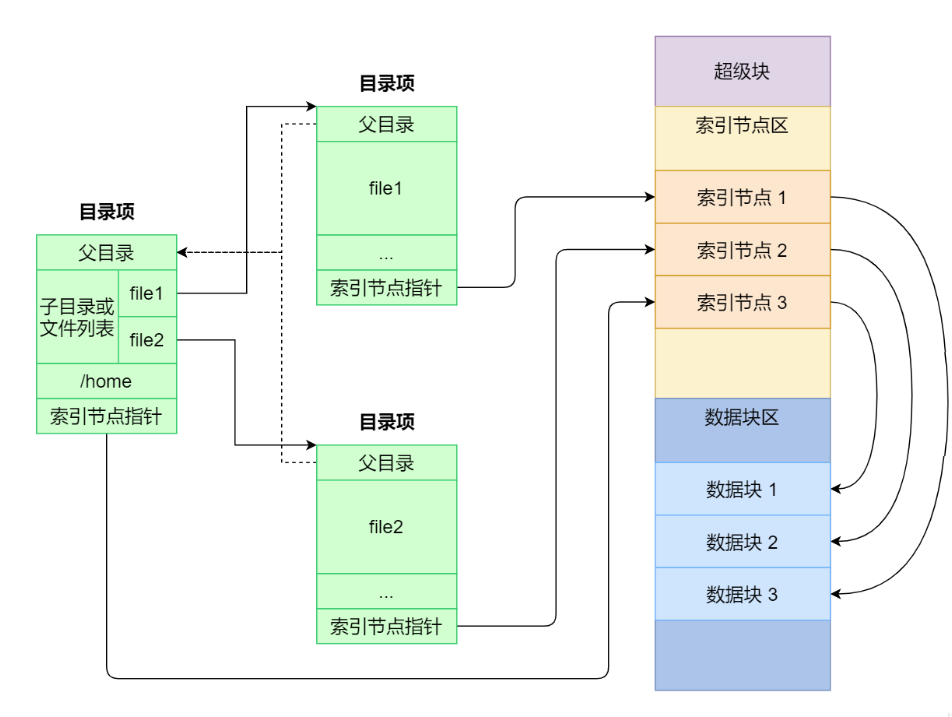 目录项
父目录
子目录或
文件列表
file1
file2
/home
索引节点指针
目录项
父目录
file1
...
索引节点指针
目录项
父目录
file2
...
索引节点指针
超级块
索引节点区
索引节点 1
索引节点 2
索引节点 3
数据块区
数据块 1
数据块 2
数据块 3